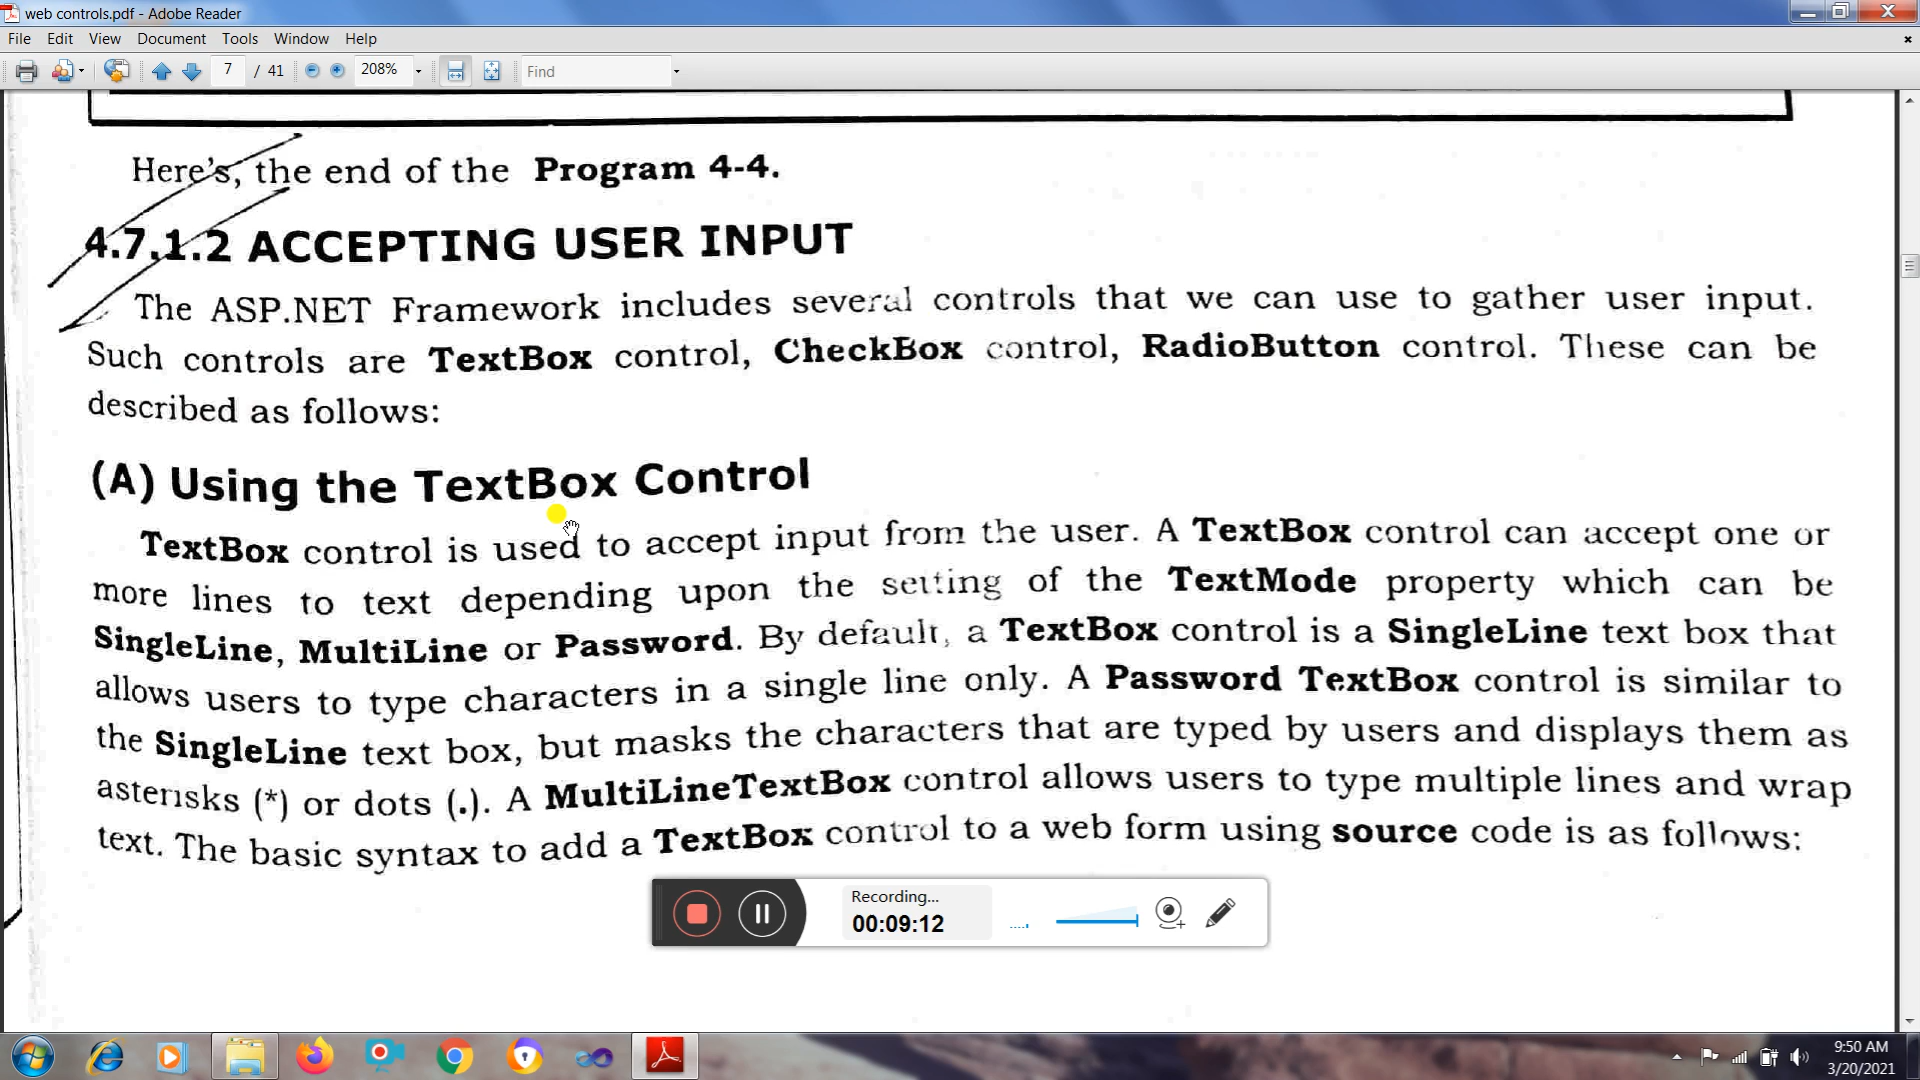 web controls.pdf - Adobe Reader
File Edit View Document Tools Window Help
7 / 41 208% Find
Here's, the end of the Program 4-4.
4.7.1.2 ACCEPTING USER INPUT
The ASP.NET Framework includes several controls that we can use to gather user input.
Such controls are TextBox control, CheckBox control, RadioButton control. These can be
described as follows:
(A) Using the TextBox Control
TextBox control is used to accept input from the user. A TextBox control can accept one or
more lines to text depending upon the setting of the TextMode property which can be
SingleLine, MultiLine or Password. By default, a TextBox control is a SingleLine text box that
allows users to type characters in a single line only. A Password TextBox control is similar to
the SingleLine text box, but masks the characters that are typed by users and displays them as
asterisks (*) or dots (.). A MultiLineTextBox control allows users to type multiple lines and wrap
text. The basic syntax to add a TextBox control to a web form using source code is as follows:
Recording...
00:09:12
9:50 AM
3/20/2021